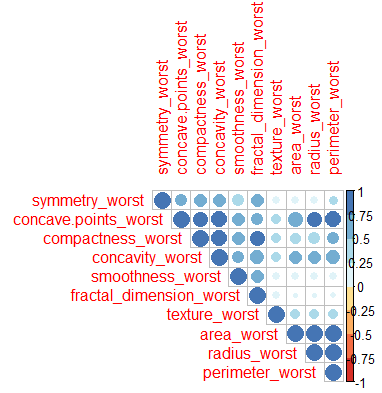 symmetry_worst
concave.points_worst
compactness_worst
concavity_worst
smoothness_worst
fractal_dimension_worst
texture_worst
area_worst
radius_worst
perimeter_worst
symmetry_worst
concave.points_worst
compactness_worst
concavity_worst
smoothness_worst
fractal_dimension_worst
texture_worst
area_worst
radius_worst
perimeter_worst
1
0.75
0.5
0.25
0
-0.25
-0.5
-0.75
-1